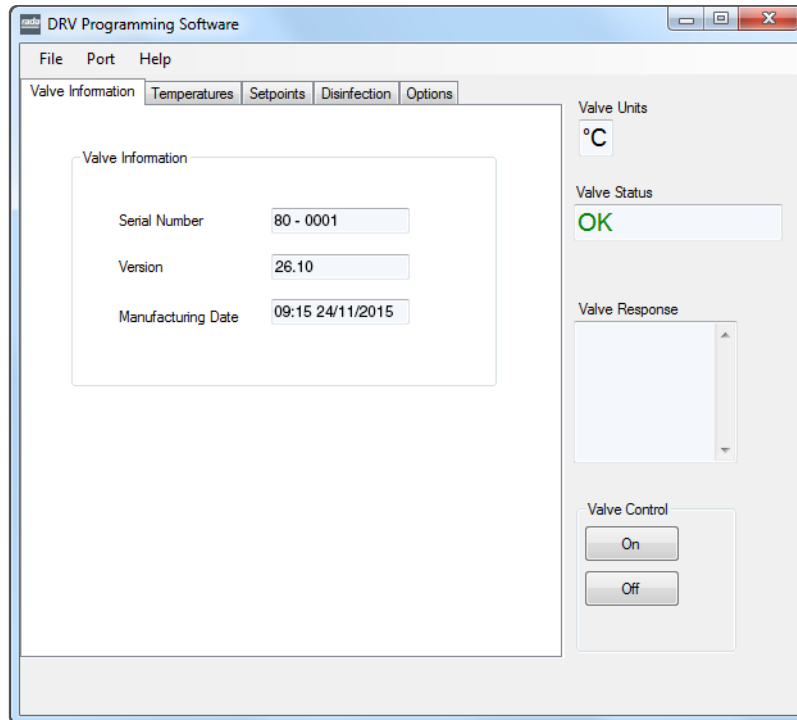 rada DRV Programming Software
File Port Help
Valve Information Temperatures Setpoints Disinfection Options
Valve Information
Serial Number 80 - 0001
Version 26.10
Manufacturing Date 09:15 24/11/2015
Valve Units
°C
Valve Status
OK
Valve Response
Valve Control
On
Off